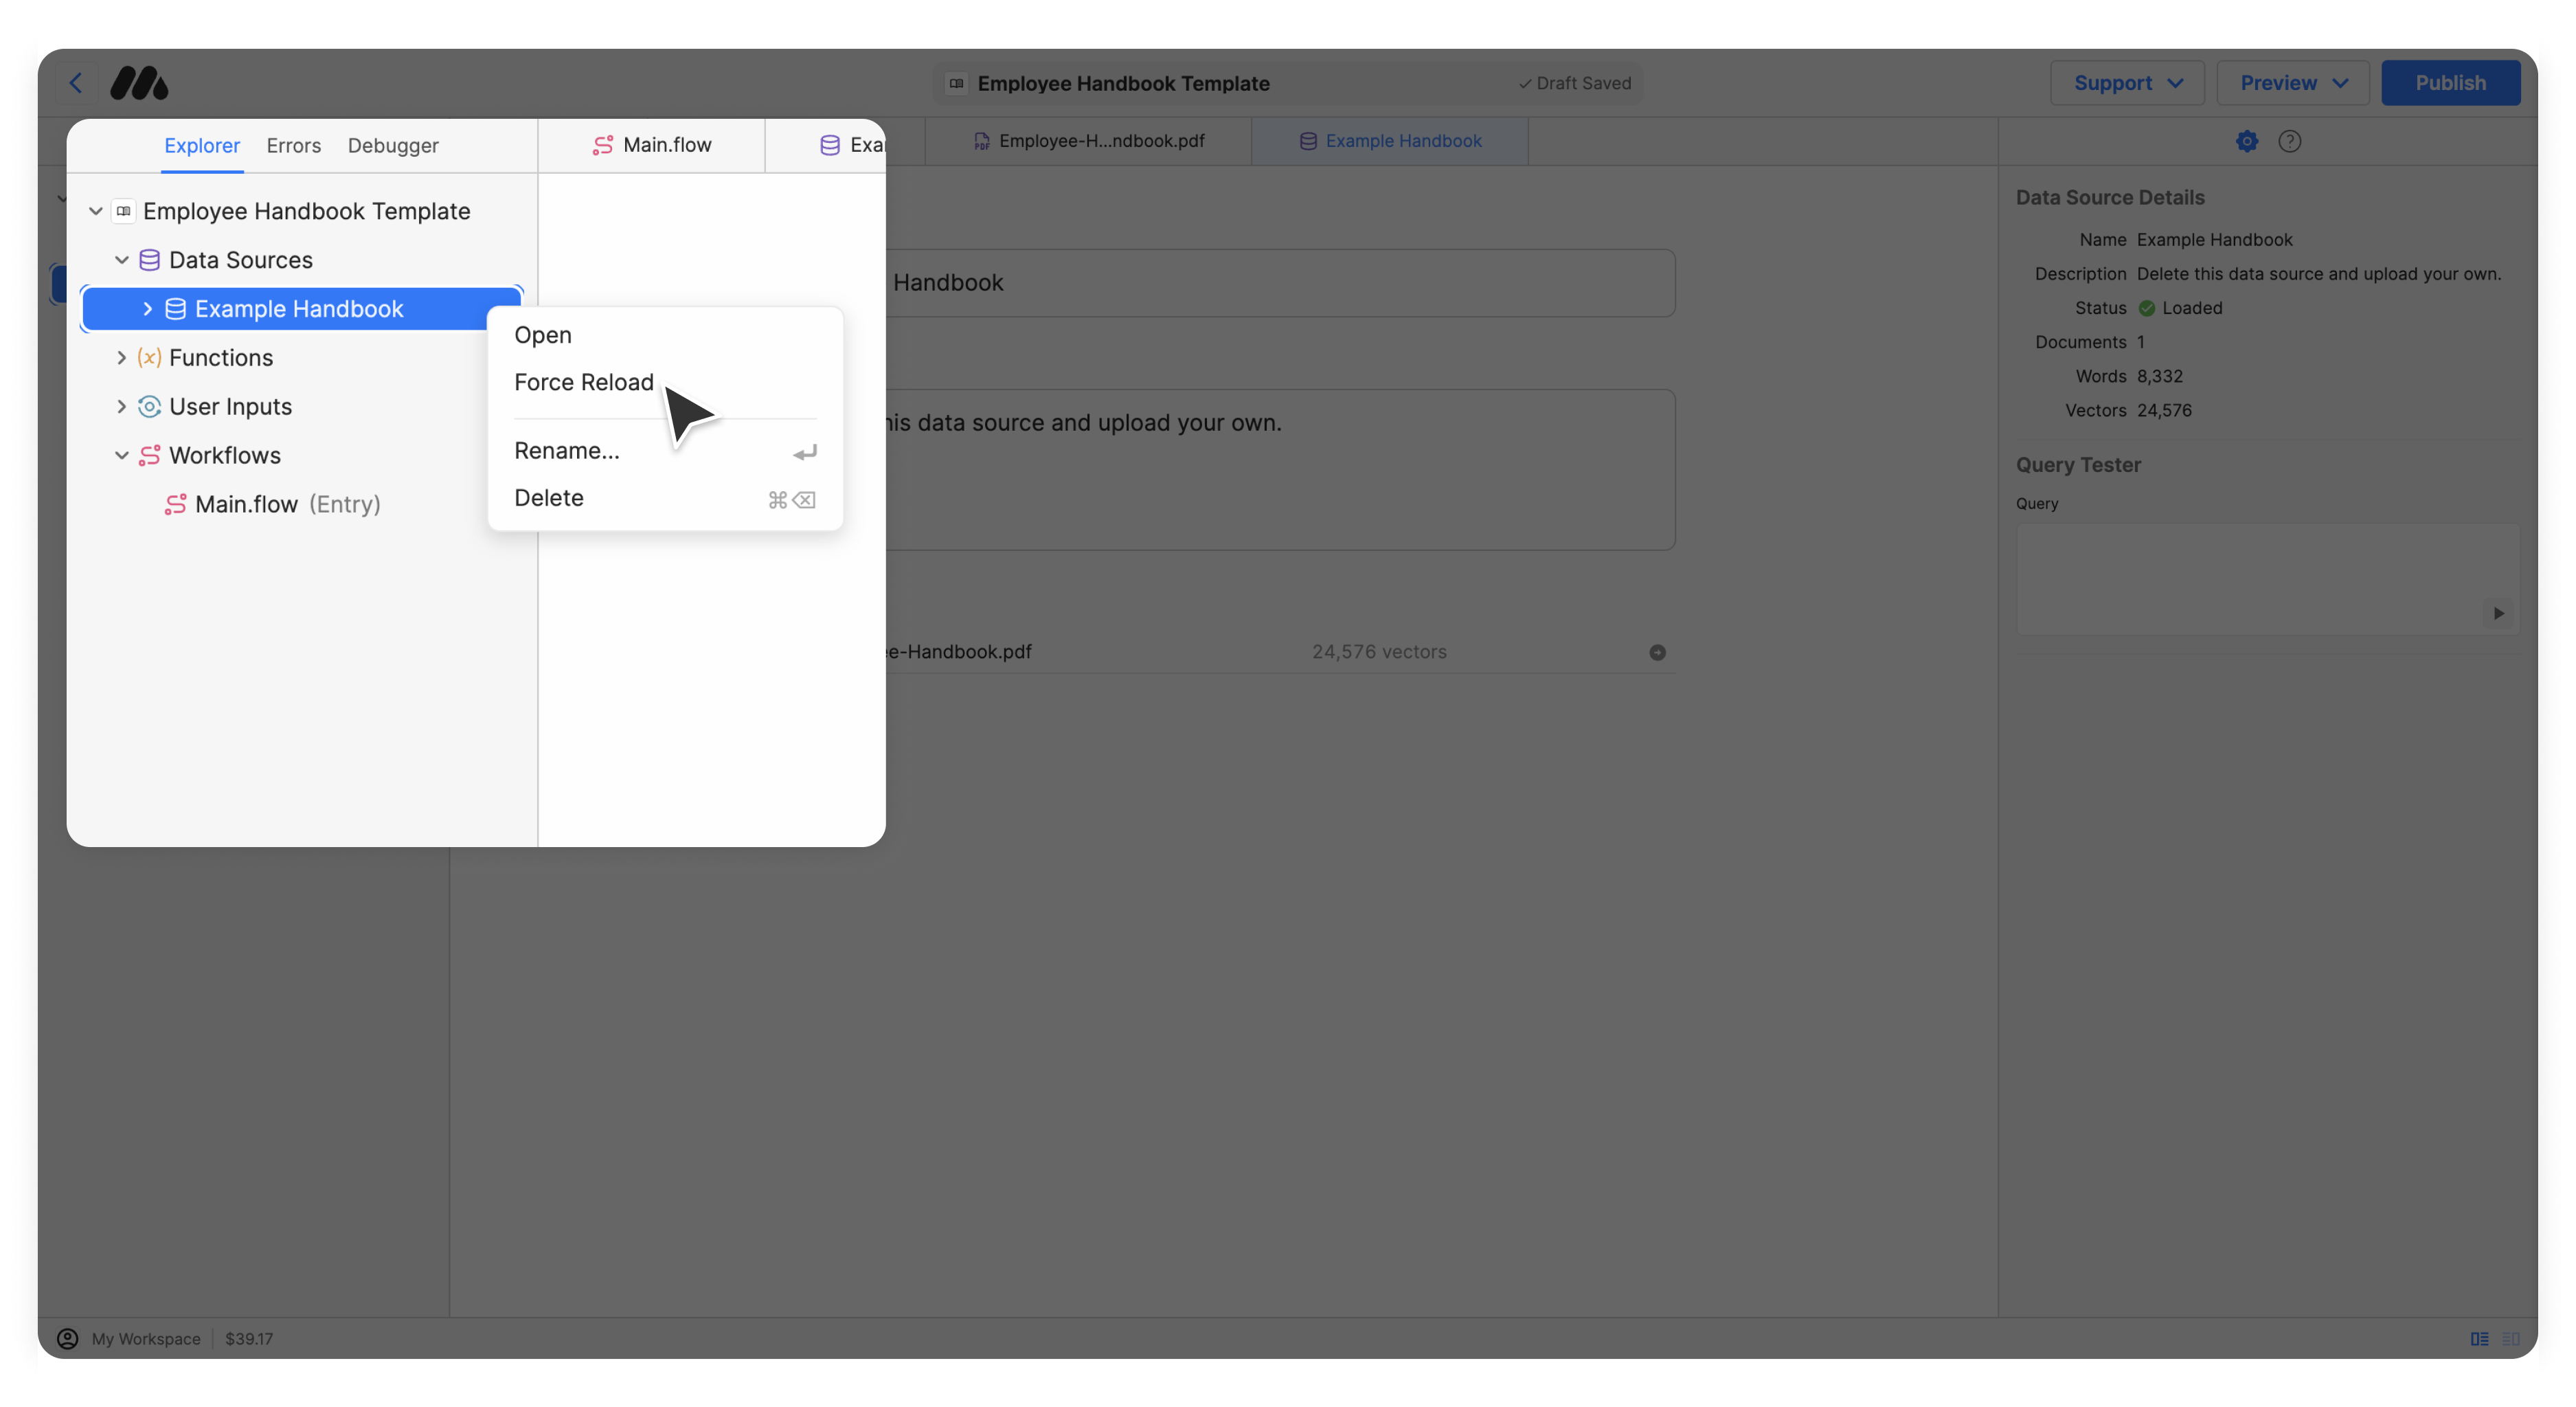 Employee Handbook Template
Draft Saved
Support
Preview
Publish
Explorer
Errors
Debugger
Main.flow
Exa
Employee-H...ndbook.pdf
Example Handbook
Employee Handbook Template
Data Sources
Example Handbook
Functions
User Inputs
Workflows
Main.flow (Entry)
Open
Force Reload
Rename...
Delete
Handbook
his data source and upload your own.
e-Handbook.pdf
24,576 vectors
Data Source Details
Name Example Handbook
Description Delete this data source and upload your own.
Status Loaded
Documents 1
Words 8,332
Vectors 24,576
Query Tester
Query
My Workspace
$39.17